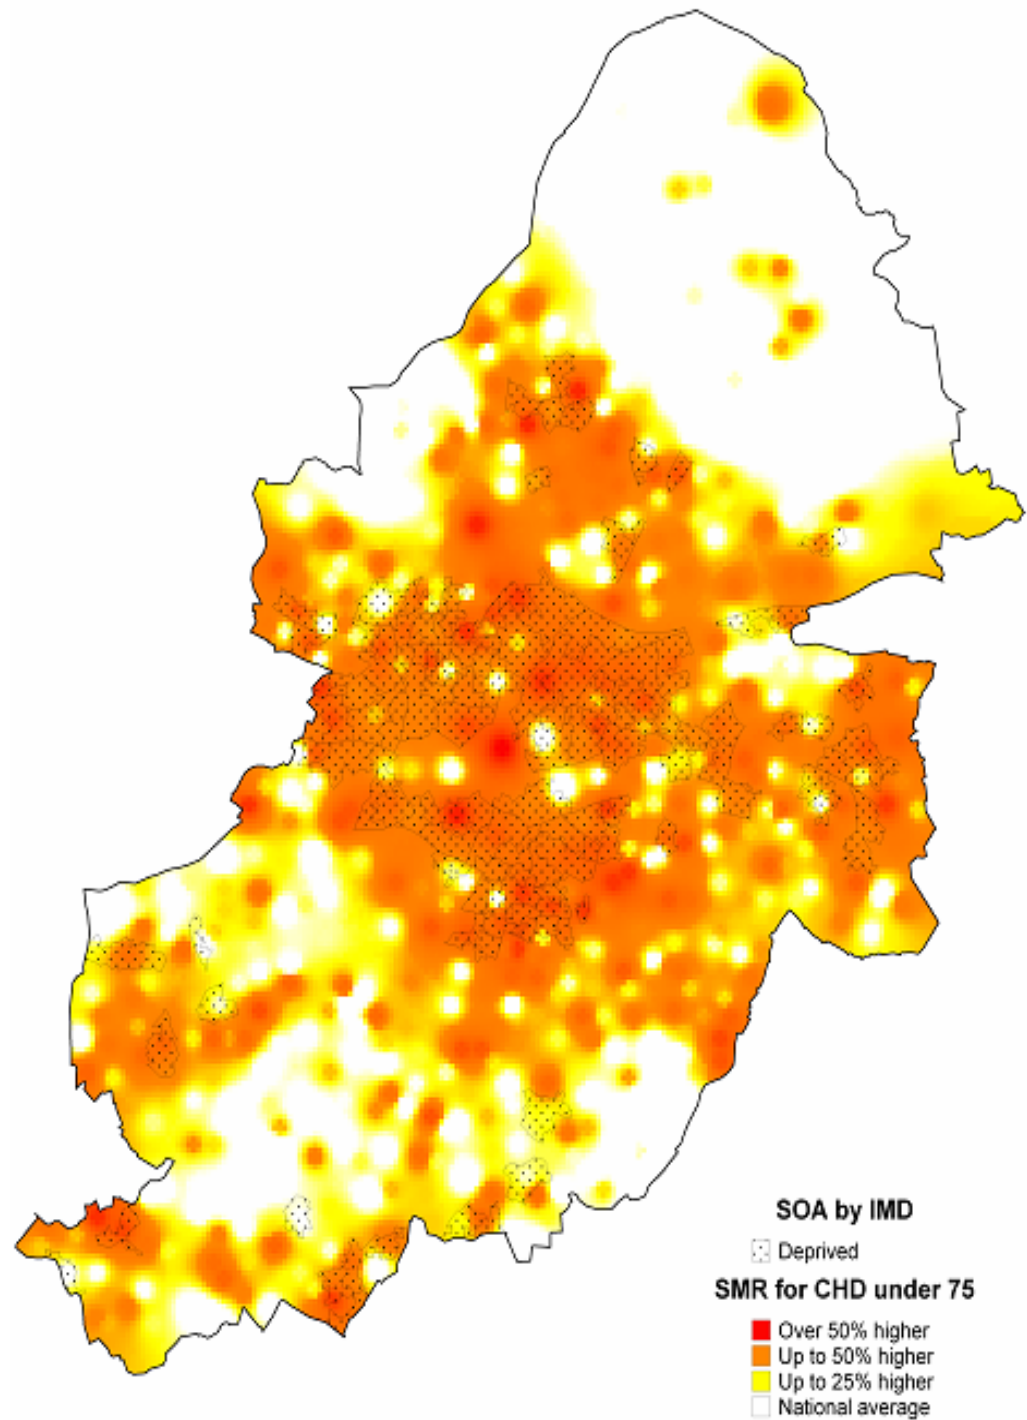 SOA by IMD
Deprived
SMR for CHD under 75
Over 50% higher
Up to 50% higher
Up to 25% higher
National average